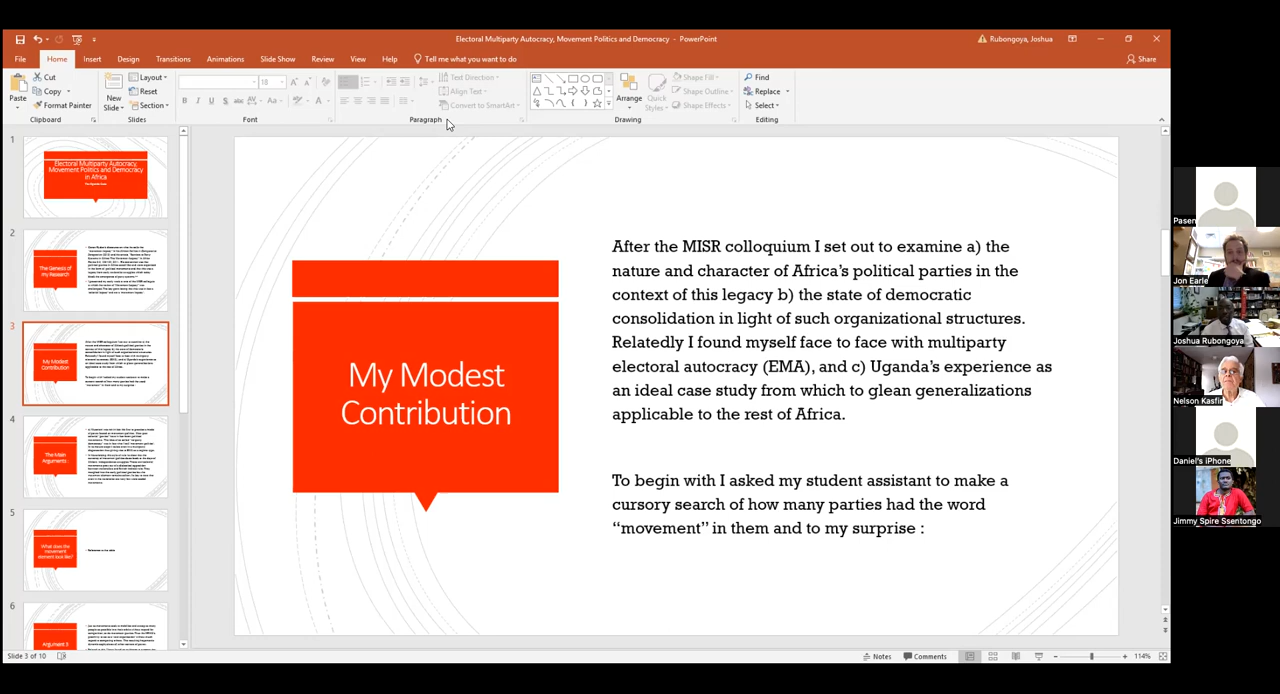 Electoral Multiparty Autocracy, Movement Politics and Democracy - PowerPoint
Rubongoya, Joshua
File Home Insert Design Transitions Animations Slide Show Review View Help Tell me what you want to do
Share
Paste
Cut
Copy
Format Painter
Clipboard
New
Slide
Layout
Reset
Section
Slides
18
Font
Text Direction
Align Text
Convert to SmartArt
Paragraph
Arrange
Quick
Styles
Shape Fill
Shape Outline
Shape Effects
Drawing
Find
Replace
Select
Editing
1
Electoral Multiparty Autocracy,
Movement Politics and Democracy
in Africa
2
The Genesis of
my Research
3
My Modest
Contribution
4
The Main
Arguments
5
What does the
movement
6
Argument II
My Modest
Contribution
After the MISR colloquium I set out to examine a) the
nature and character of Africa’s political parties in the
context of this legacy b) the state of democratic
consolidation in light of such organizational structures.
Relatedly I found myself face to face with multiparty
electoral autocracy (EMA), and c) Uganda’s experience as
an ideal case study from which to glean generalizations
applicable to the rest of Africa.
To begin with I asked my student assistant to make a
cursory search of how many parties had the word
“movement” in them and to my surprise :
Pasen
Jon Earle
Joshua Rubongoya
Nelson Kasfir
Daniel's iPhone
Jimmy Spire Ssentongo
Slide 3 of 10
Notes
Comments
114%